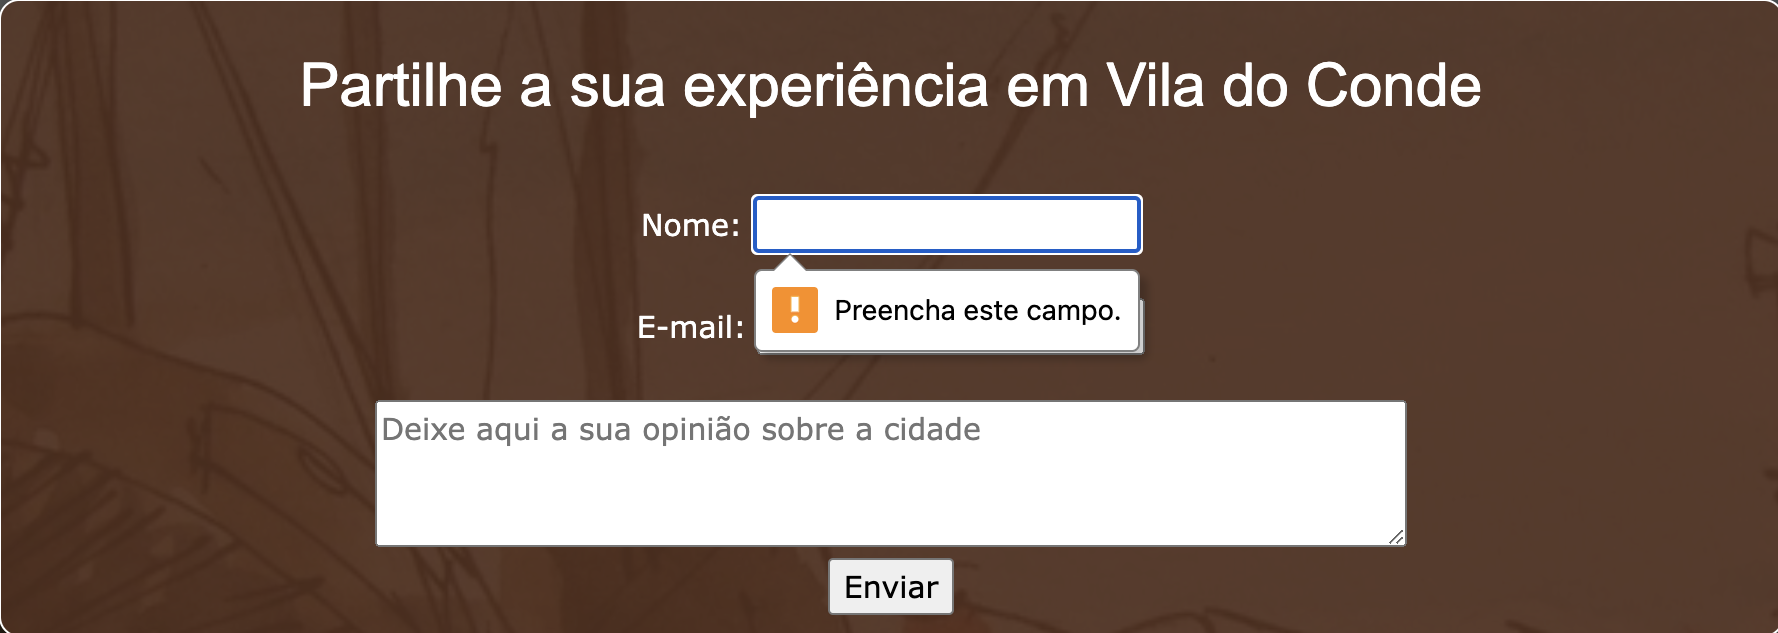 Partilhe a sua experiência em Vila do Conde
Nome:
Preencha este campo.
E-mail:
Deixe aqui a sua opinião sobre a cidade
Enviar